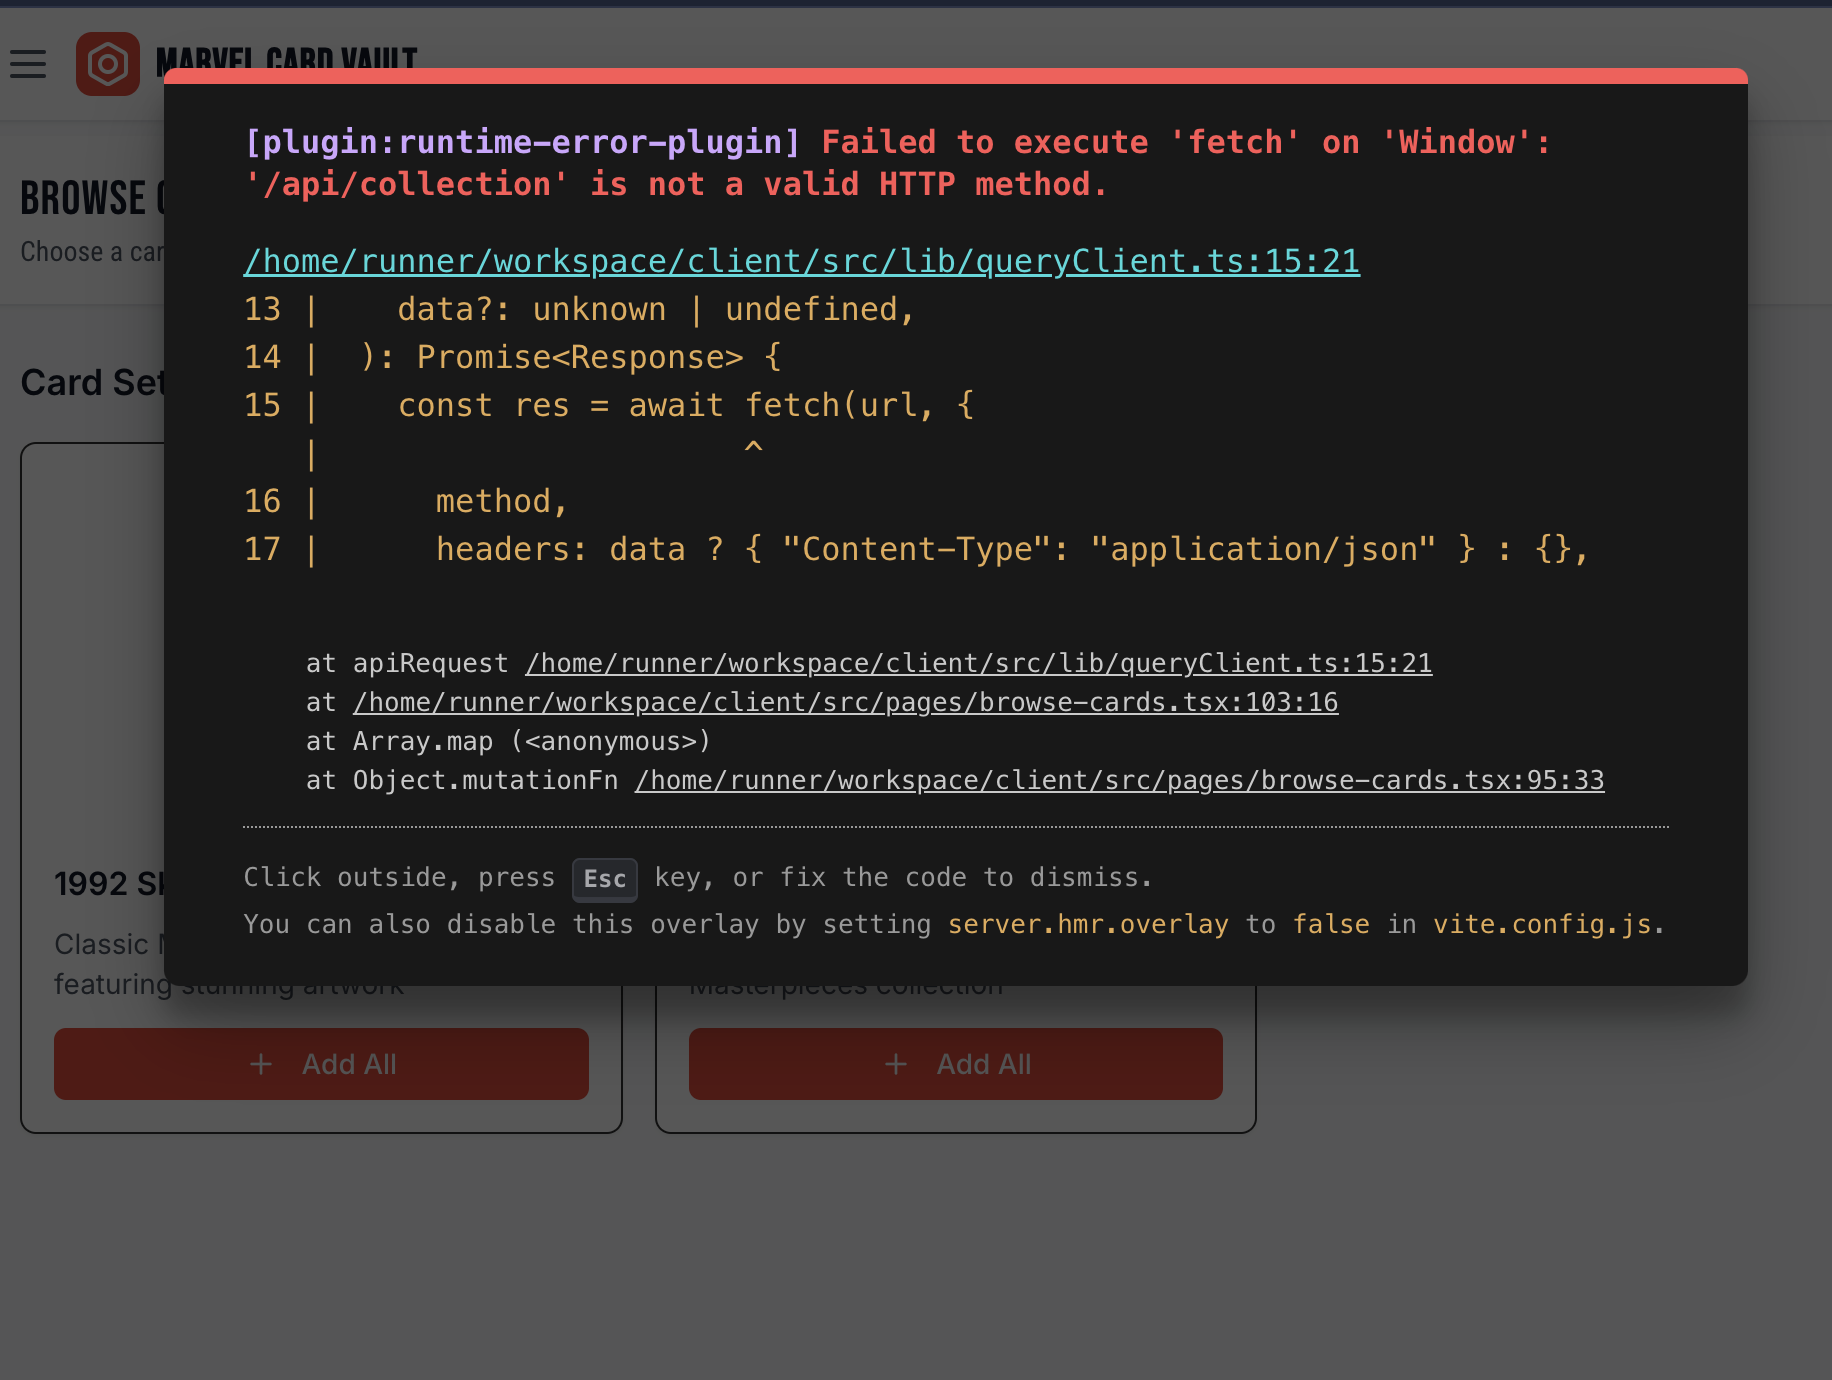 MARVEL CARD VAULT
[plugin:runtime-error-plugin] Failed to execute 'fetch' on 'Window':
'/api/collection' is not a valid HTTP method.
BROWSE
Choose a car
/home/runner/workspace/client/src/lib/queryClient.ts:15:21
13 |    data?: unknown | undefined,
14 |  ): Promise<Response> {
15 |    const res = await fetch(url, {
   |                      ^
16 |      method,
17 |      headers: data ? { "Content-Type": "application/json" } : {},
Card Set
at apiRequest /home/runner/workspace/client/src/lib/queryClient.ts:15:21
at /home/runner/workspace/client/src/pages/browse-cards.tsx:103:16
at Array.map (<anonymous>)
at Object.mutationFn /home/runner/workspace/client/src/pages/browse-cards.tsx:95:33
Click outside, press Esc key, or fix the code to dismiss.
You can also disable this overlay by setting server.hmr.overlay to false in vite.config.js.
1992 Sk
Classic M
featuring stunning artwork
Masterpieces collection
+ Add All
+ Add All